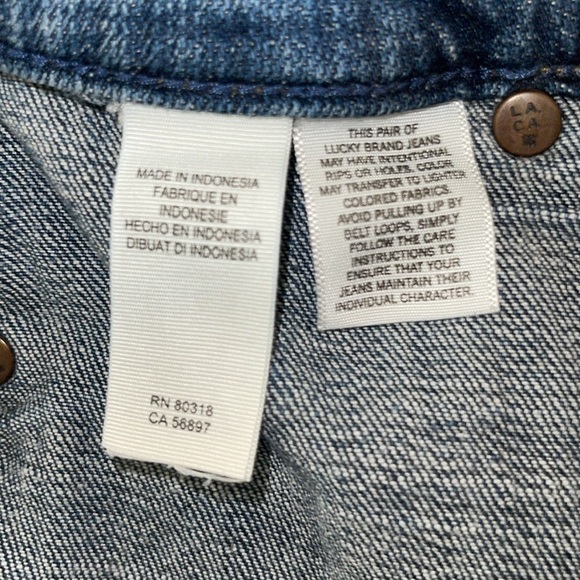 MADE IN INDONESIA
FABRIQUE EN
INDONESIE
HECHO EN INDONESIA
DIBUAT DI INDONESIA
RN 80318
CA 56897
THIS PAIR OF
LUCKY BRAND JEANS
MAY HAVE INTENTIONAL
RIPS OR HOLES. COLOR
MAY TRANSFER TO LIGHTER
COLORED FABRICS.
AVOID PULLING UP BY
BELT LOOPS, SIMPLY
FOLLOW THE CARE
INSTRUCTIONS TO
ENSURE THAT YOUR
JEANS MAINTAIN THEIR
INDIVIDUAL CHARACTER.
L.A.
CA.